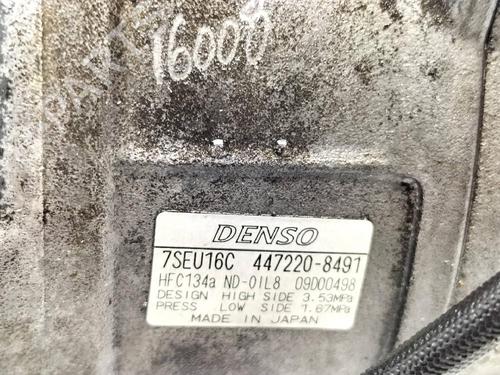 16000
DENSO
7SEU16C 447220-8491
HFC134a ND-OIL8 09D00498
DESIGN HIGH SIDE 3.53MPa
PRESS LOW SIDE 1.67MPa
MADE IN JAPAN